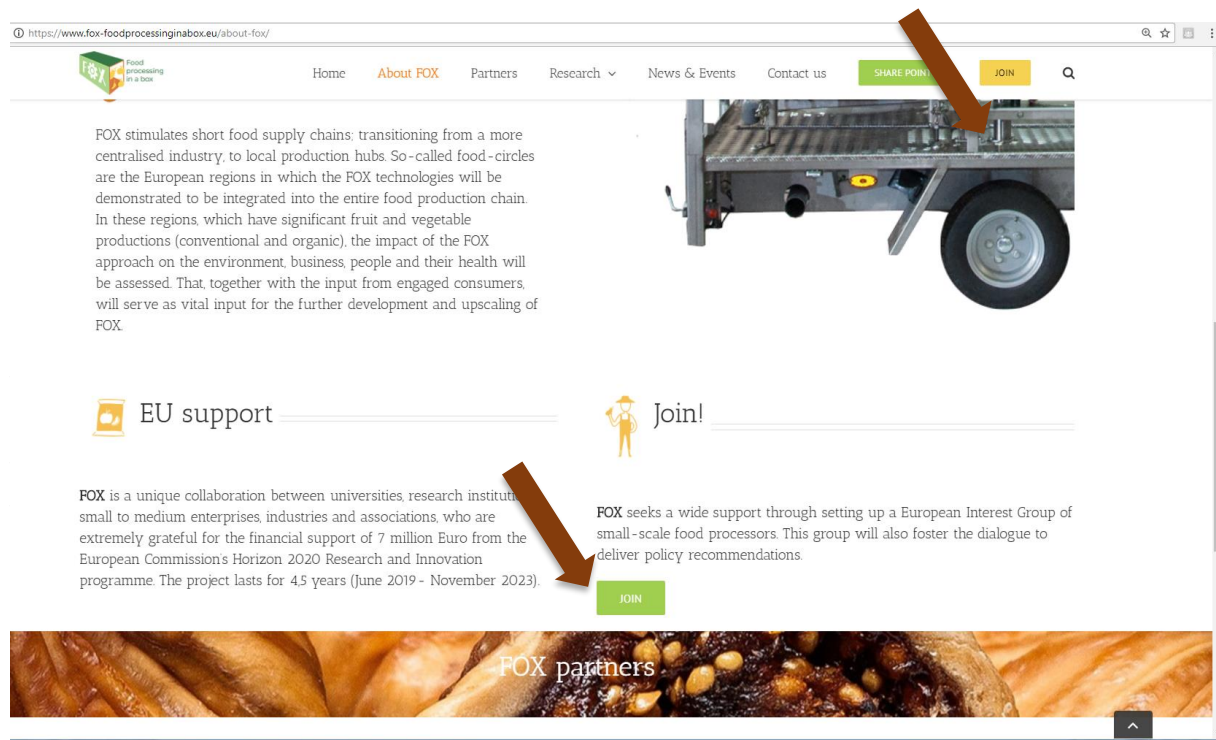 https://www.fox-foodprocessinginabox.eu/about-fox/
FOX Food
processing
in a box
Home About FOX Partners Research News & Events Contact us SHARE POINT JOIN
FOX stimulates short food supply chains; transitioning from a more
centralised industry, to local production hubs. So-called food-circles
are the European regions in which the FOX technologies will be
demonstrated to be integrated into the entire food production chain.
In these regions, which have significant fruit and vegetable
productions (conventional and organic), the impact of the FOX
approach on the environment, business, people and their health will
be assessed. That, together with the input from engaged consumers,
will serve as vital input for the further development and upscaling of
FOX.
EU support
Join!
FOX is a unique collaboration between universities, research
small to medium enterprises, industries and associations, who are
extremely grateful for the financial support of 7 million Euro from the
European Commission's Horizon 2020 Research and Innovation
programme. The project lasts for 4,5 years (June 2019 - November 2023).
FOX seeks a wide support through setting up a European Interest Group of
small-scale food processors. This group will also foster the dialogue to
deliver policy recommendations.
JOIN
FOX partners